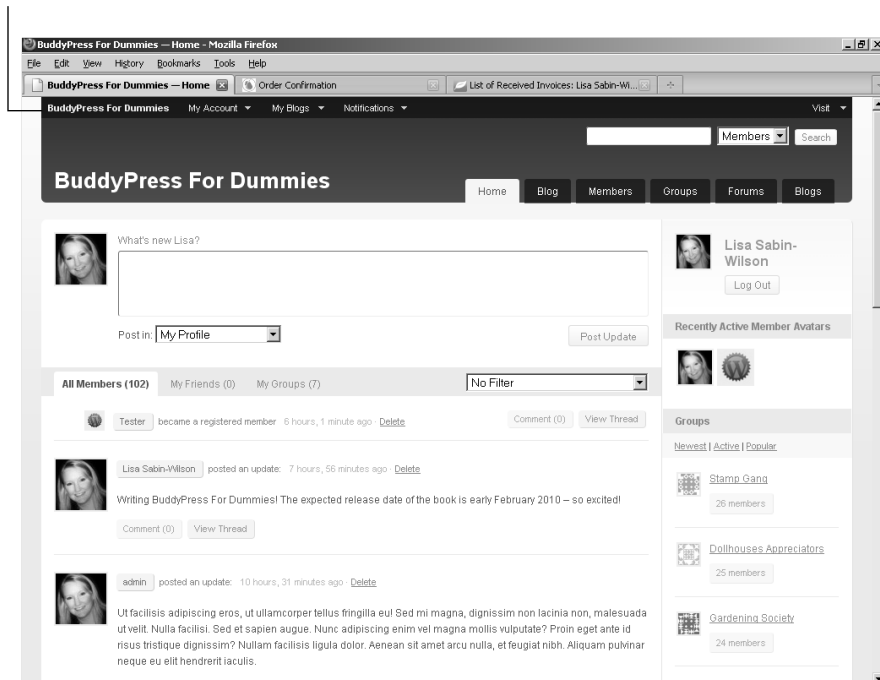 BuddyPress For Dummies — Home - Mozilla Firefox
File Edit View History Bookmarks Tools Help
BuddyPress For Dummies — Home Order Confirmation List of Received Invoices: Lisa Sabin-Wi...
BuddyPress For Dummies My Account My Blogs Notifications Visit
Members Search
BuddyPress For Dummies
Home Blog Members Groups Forums Blogs
What's new Lisa?
Post in: My Profile Post Update
All Members (102) My Friends (0) My Groups (7) No Filter
Tester became a registered member 6 hours, 1 minute ago · Delete Comment (0) View Thread
Lisa Sabin-Wilson posted an update: 7 hours, 56 minutes ago · Delete
Writing BuddyPress For Dummies! The expected release date of the book is early February 2010 – so excited!
Comment (0) View Thread
admin posted an update: 10 hours, 31 minutes ago · Delete
Ut facilisis adipiscing eros, ut ullamcorper tellus fringilla eu! Sed mi magna, dignissim non lacinia non, malesuada
ut velit. Nulla facilisi. Sed et sapien augue. Nunc adipiscing enim vel magna mollis vulputate? Proin eget ante id
risus tristique dignissim? Nullam facilisis ligula dolor. Aenean sit amet arcu nulla, et feugiat nibh. Aliquam pulvinar
neque eu elit hendrerit iaculis.
Lisa Sabin-
Wilson
Log Out
Recently Active Member Avatars
Groups
Newest | Active | Popular
Stamp Gang
26 members
Dollhouses Appreciators
25 members
Gardening Society
24 members